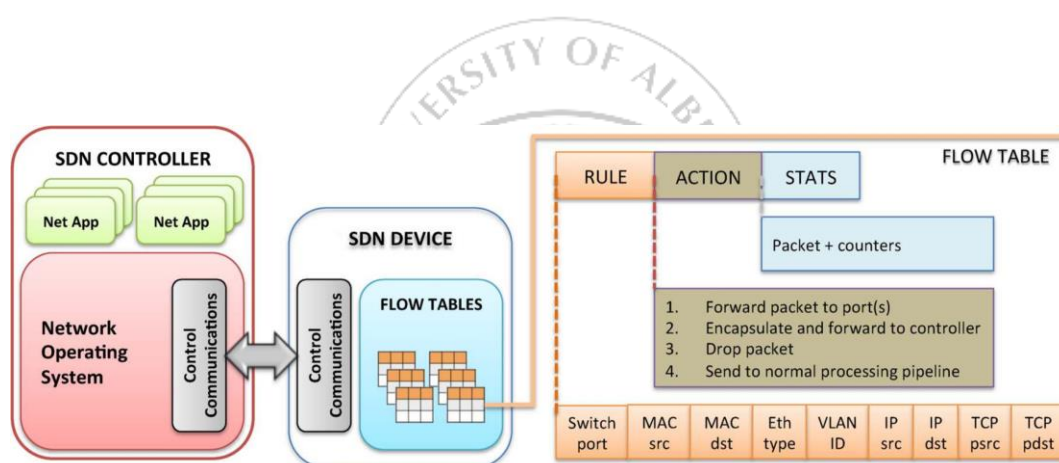 VERSITY OF ALBE
SDN CONTROLLER
Net App
Net App
Network
Operating
System
Control
Communications
SDN DEVICE
Control
Communications
FLOW TABLES
FLOW TABLE
RULE
ACTION
STATS
Packet + counters
1. Forward packet to port(s)
2. Encapsulate and forward to controller
3. Drop packet
4. Send to normal processing pipeline
Switch
port
MAC
src
MAC
dst
Eth
type
VLAN
ID
IP
src
IP
dst
TCP
psrc
TCP
pdst